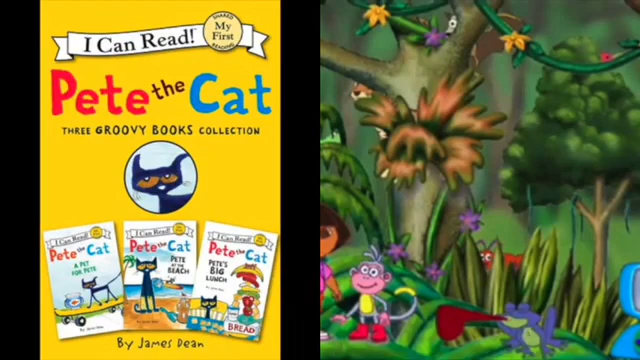 I Can Read!
SHARED
My
First
READING
Pete the Cat
THREE GROOVY BOOKS COLLECTION
I Can Read!
Pete the Cat
A PET
FOR PETE
I Can Read!
Pete the Cat
PETE
AT THE
BEACH
I Can Read!
Pete the Cat
PETE'S
BIG
LUNCH
BREAD
By James Dean